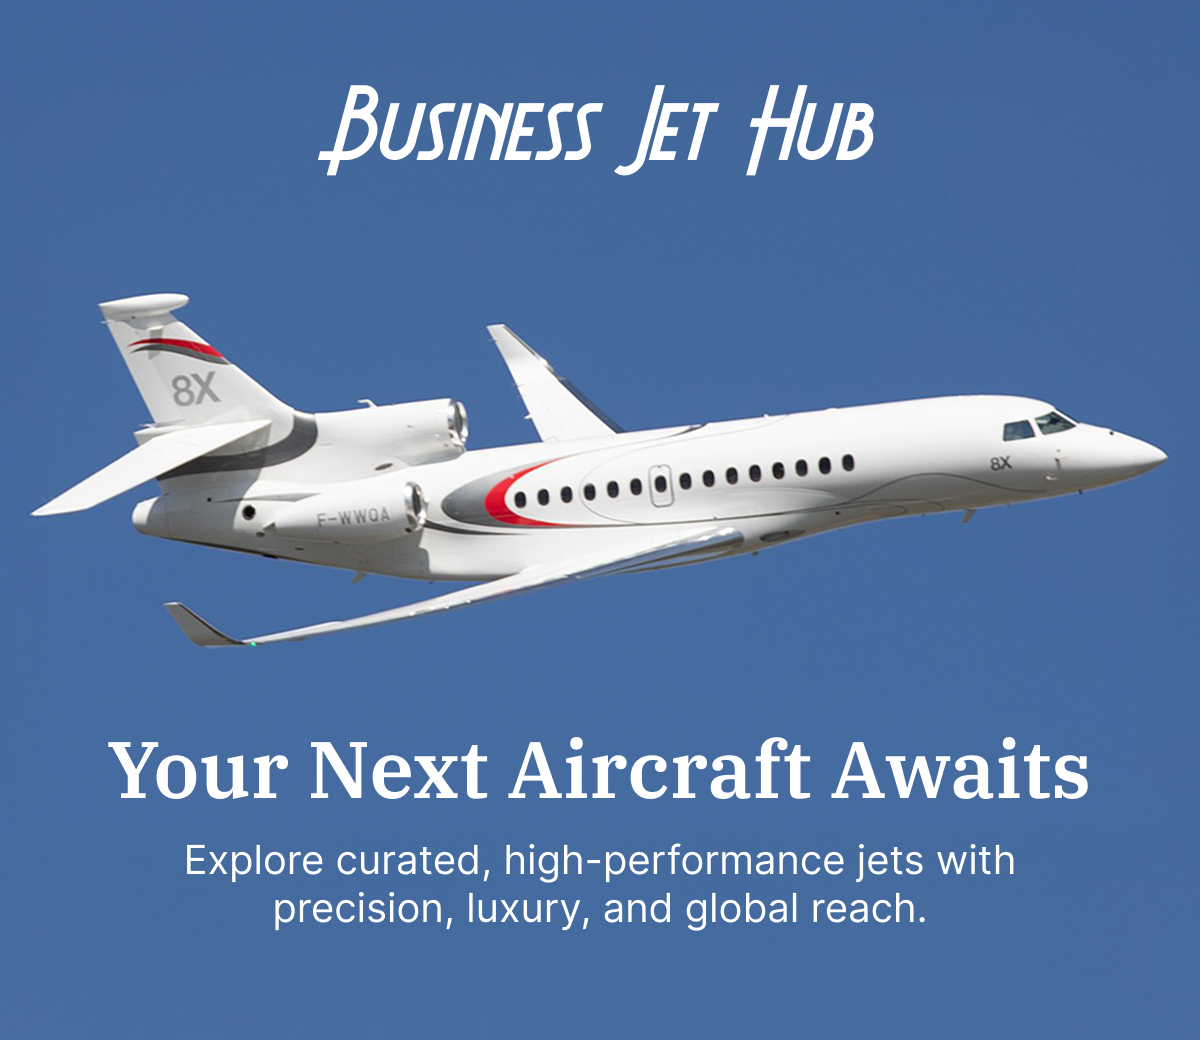 Business Jet Hub
8X
8X
F-WWQA
Your Next Aircraft Awaits
Explore curated, high-performance jets with
precision, luxury, and global reach.